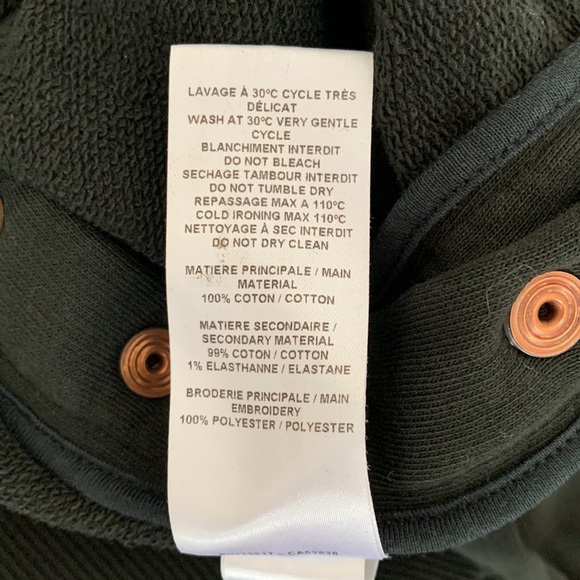 LAVAGE À 30ºC CYCLE TRÈS
DÉLICAT
WASH AT 30ºC VERY GENTLE
CYCLE
BLANCHIMENT INTERDIT
DO NOT BLEACH
SECHAGE TAMBOUR INTERDIT
DO NOT TUMBLE DRY
REPASSAGE MAX A 110ºC
COLD IRONING MAX 110ºC
NETTOYAGE À SEC INTERDIT
DO NOT DRY CLEAN
MATIERE PRINCIPALE / MAIN
MATERIAL
100% COTON / COTTON
MATIERE SECONDAIRE /
SECONDARY MATERIAL
99% COTON / COTTON
1% ELASTHANNE / ELASTANE
BRODERIE PRINCIPALE / MAIN
EMBROIDERY
100% POLYESTER / POLYESTER